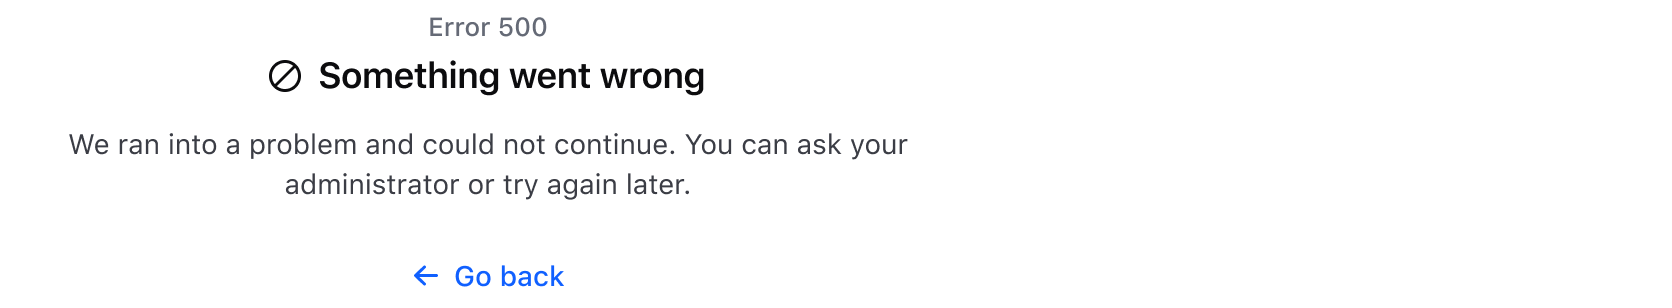 Error 500
Something went wrong
We ran into a problem and could not continue. You can ask your
administrator or try again later.
Go back